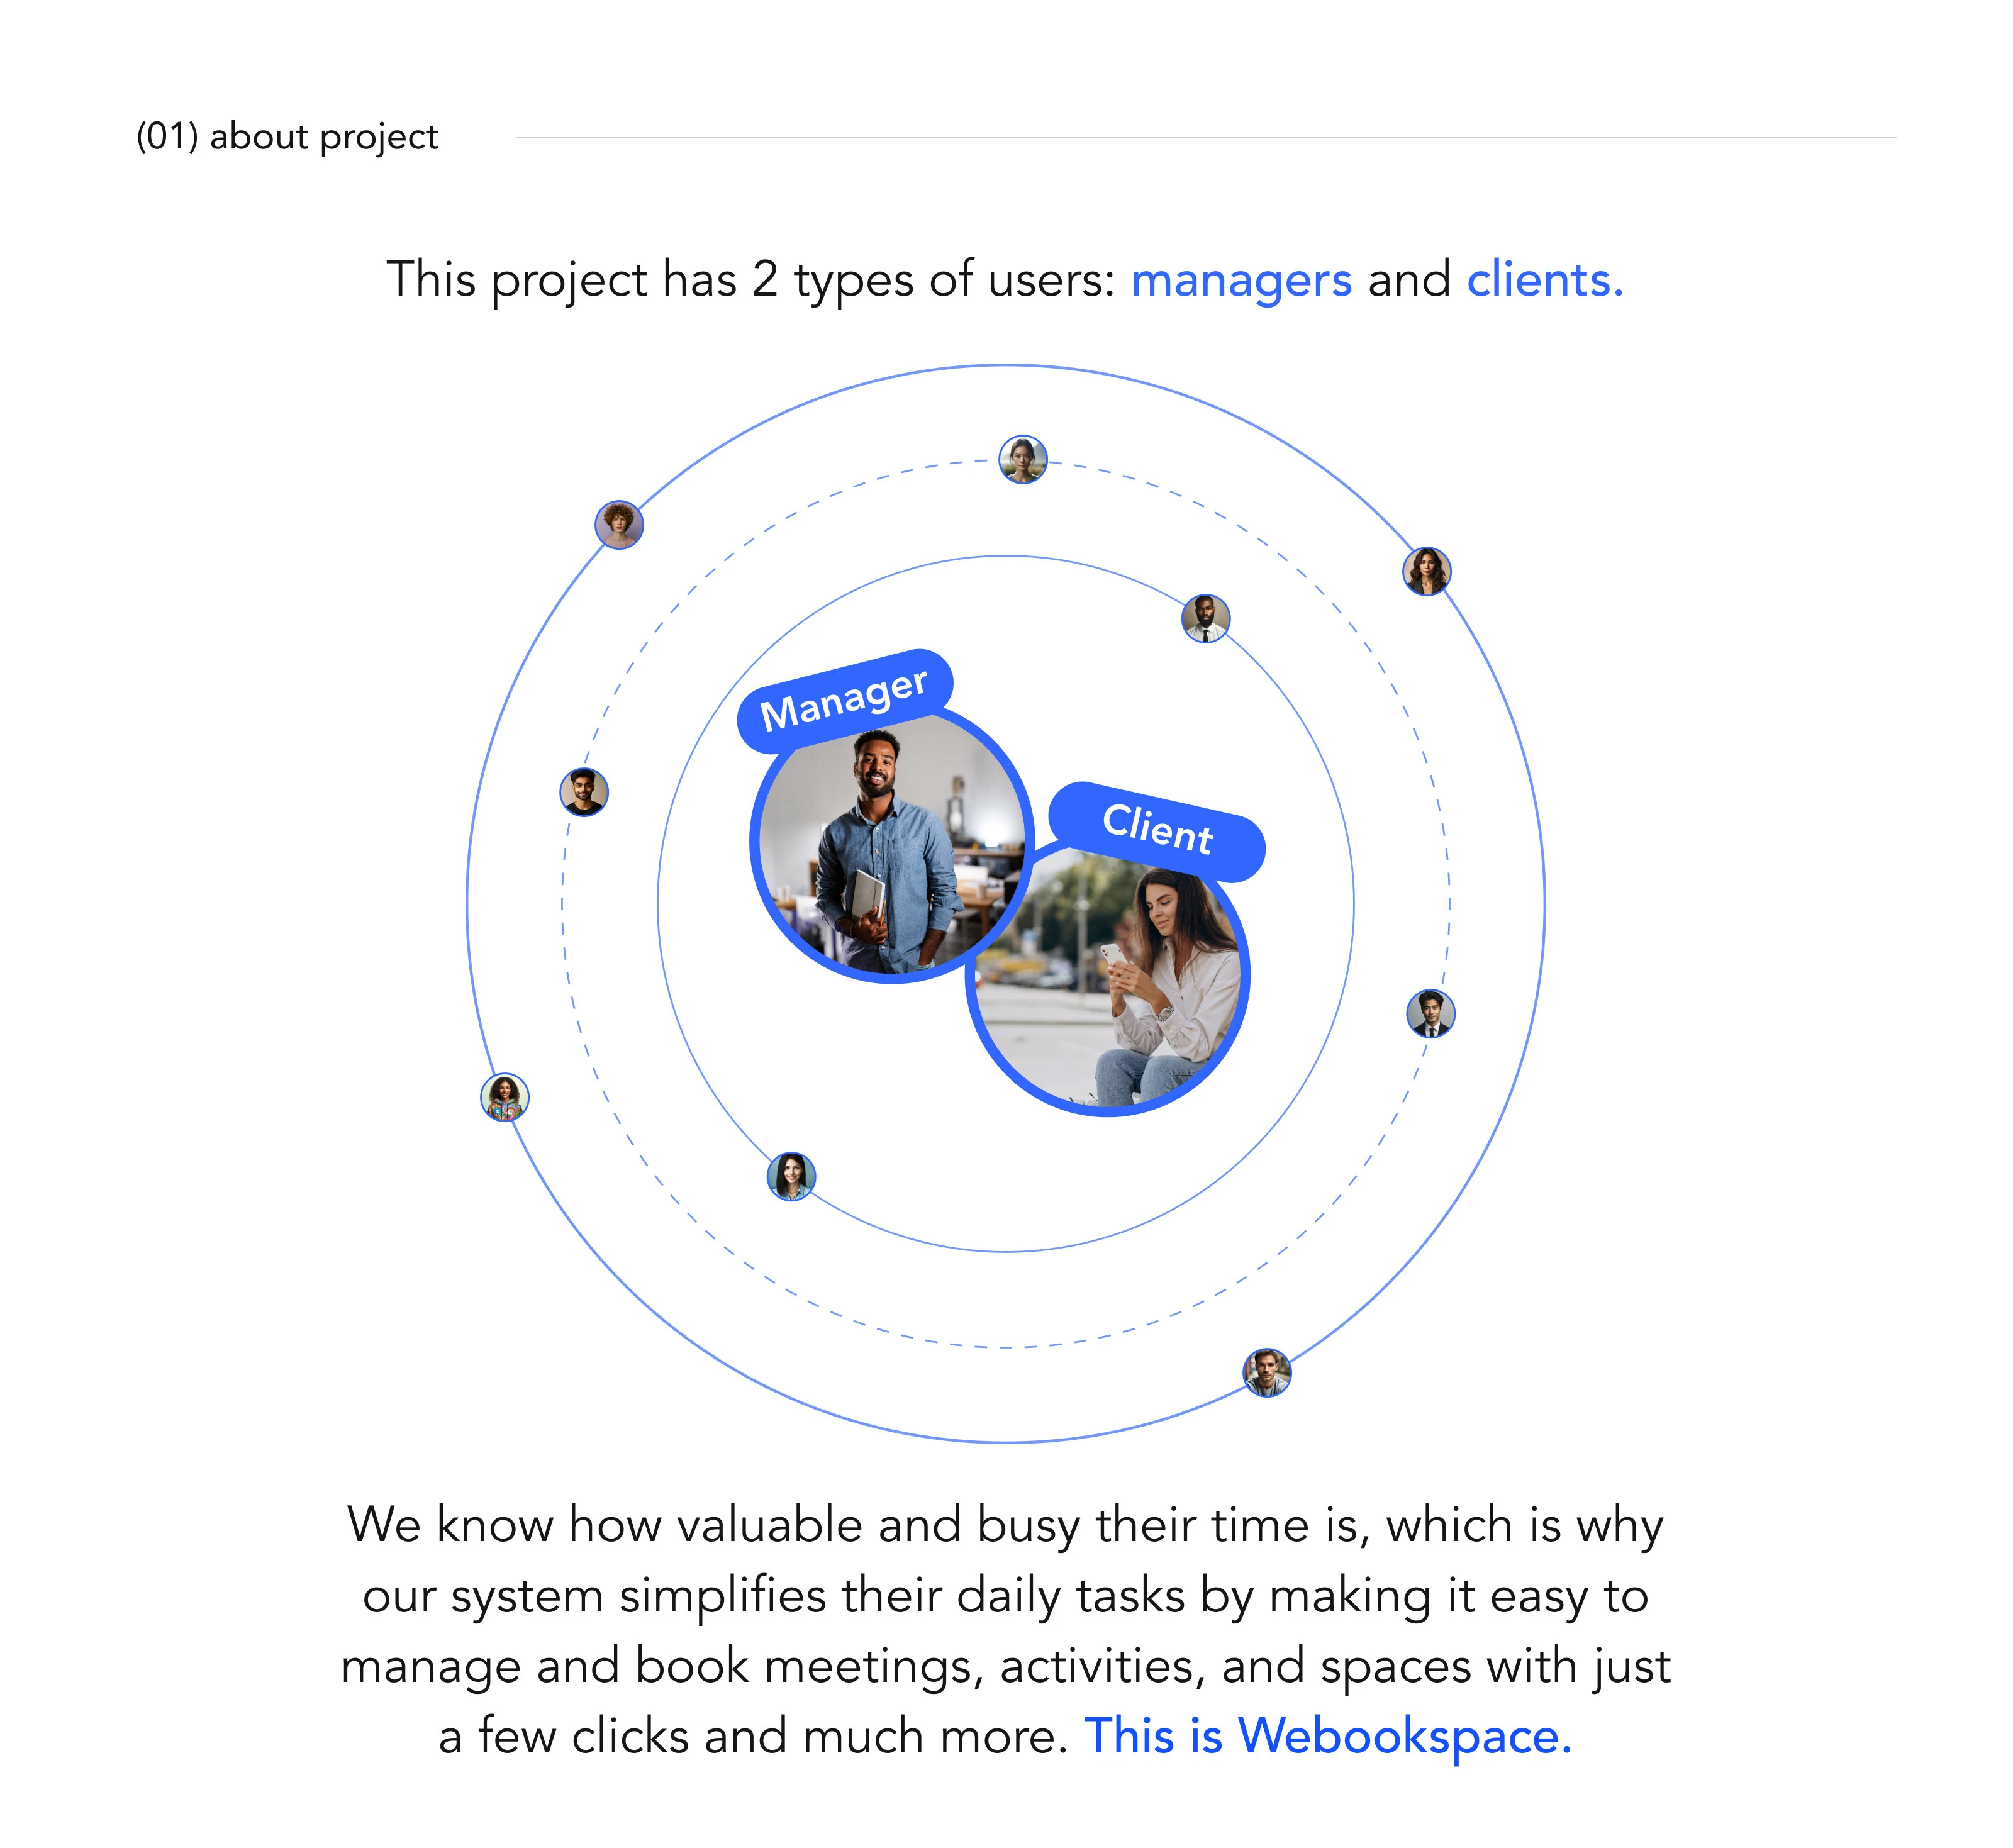 (01) about project
This project has 2 types of users: managers and clients.
Manager
Client
We know how valuable and busy their time is, which is why
our system simplifies their daily tasks by making it easy to
manage and book meetings, activities, and spaces with just
a few clicks and much more. This is Webookspace.